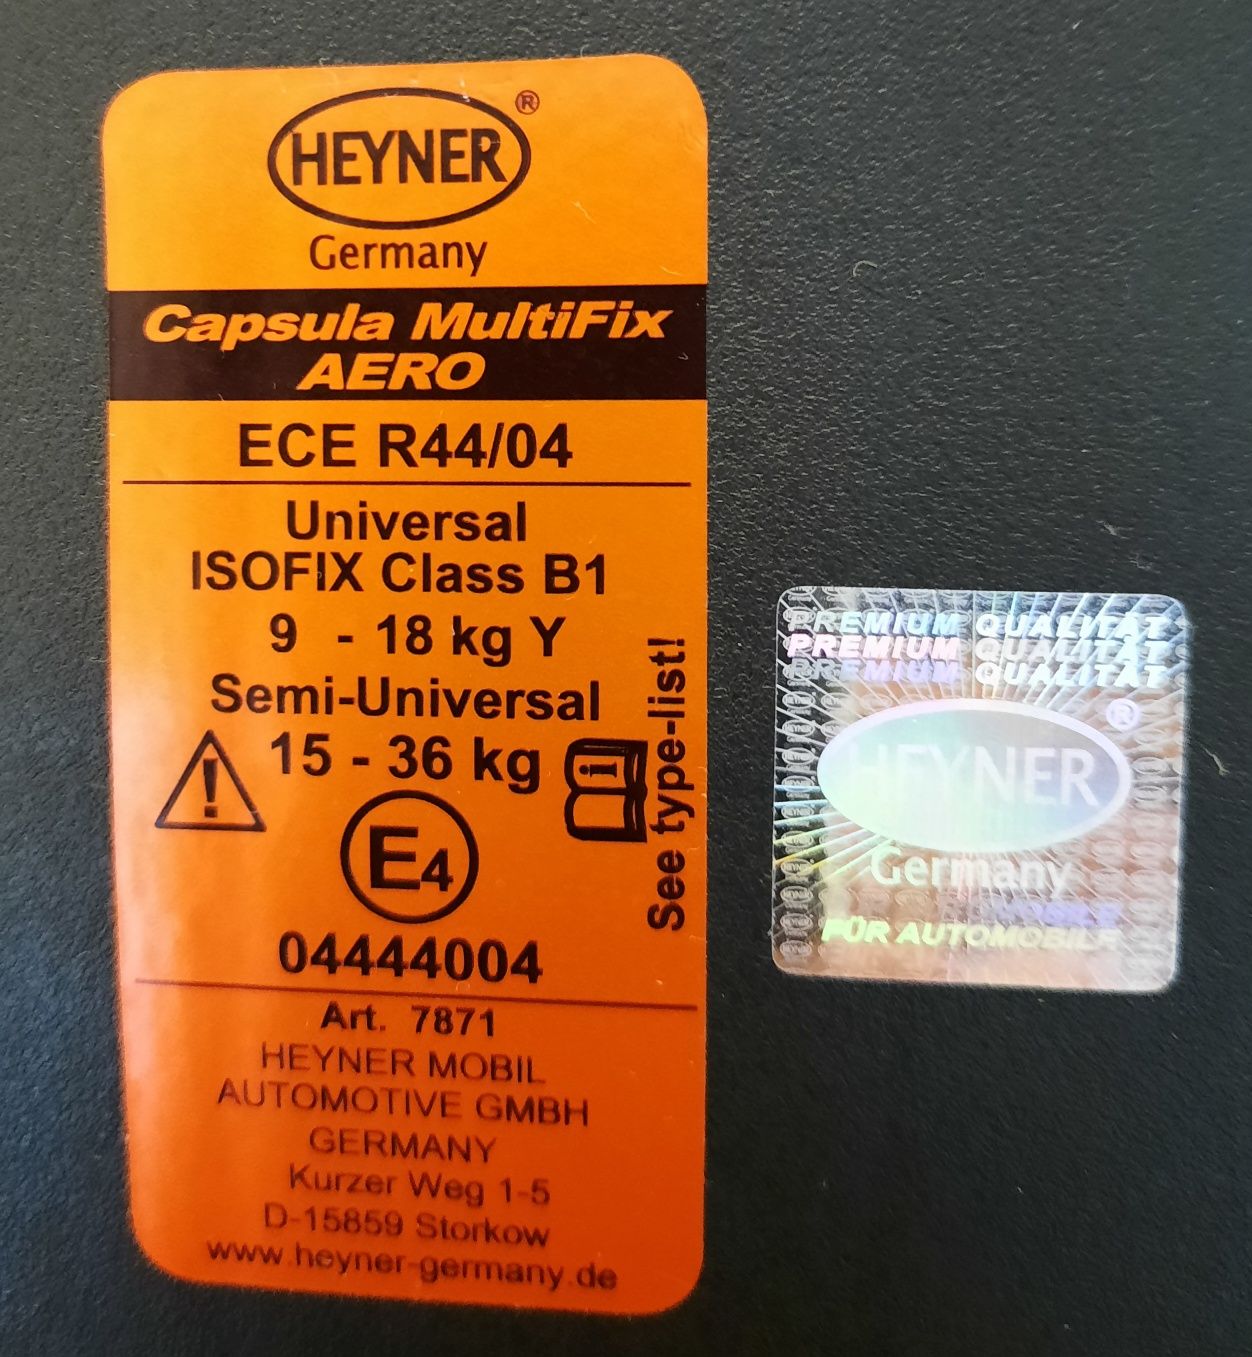 HEYNER®
Germany
Capsula MultiFix
AERO
ECE R44/04
Universal
ISOFIX Class B1
9 - 18 kg Y
Semi-Universal
15 - 36 kg
See type-list!
E4
04444004
Art. 7871
HEYNER MOBIL
AUTOMOTIVE GMBH
GERMANY
Kurzer Weg 1-5
D-15859 Storkow
www.heyner-germany.de
PREMIUM QUALITÄT
PREMIUM QUALITÄT
PREMIUM QUALITÄT
HEYNER®
Germany
FÜR AUTOMOBILE